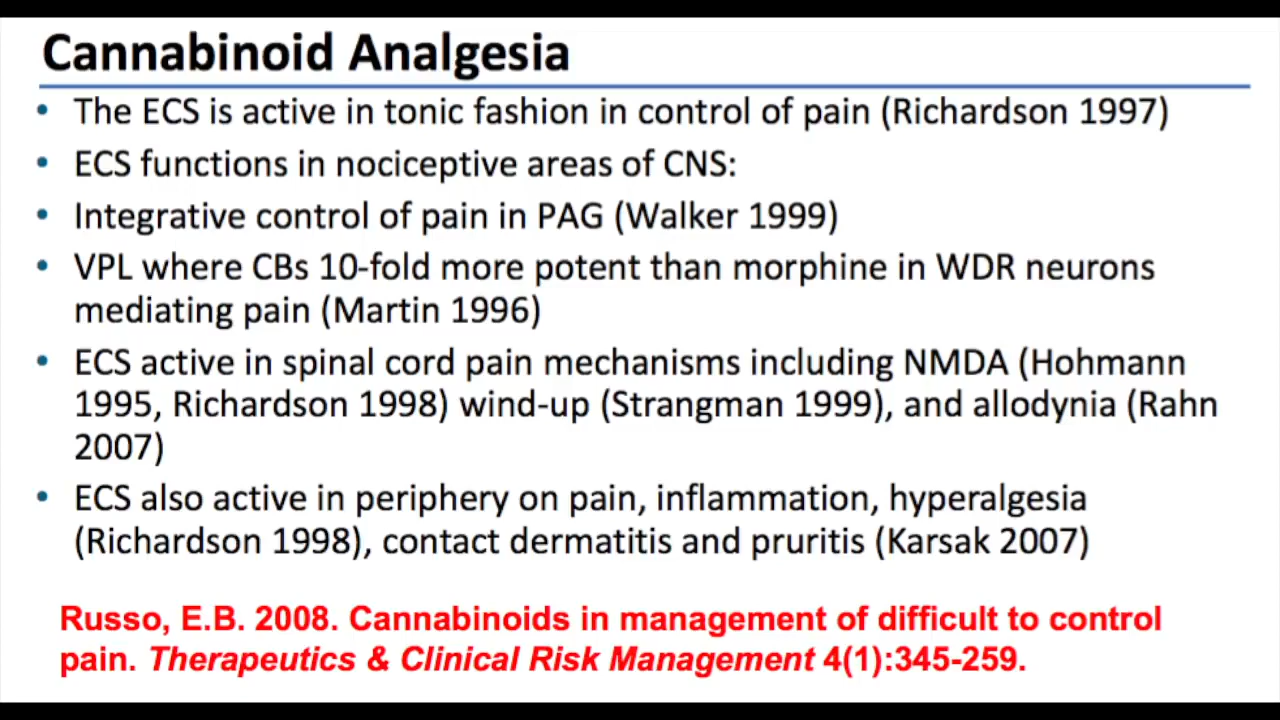 Cannabinoid Analgesia
• The ECS is active in tonic fashion in control of pain (Richardson 1997)
• ECS functions in nociceptive areas of CNS:
• Integrative control of pain in PAG (Walker 1999)
• VPL where CBs 10-fold more potent than morphine in WDR neurons
mediating pain (Martin 1996)
• ECS active in spinal cord pain mechanisms including NMDA (Hohmann
1995, Richardson 1998) wind-up (Strangman 1999), and allodynia (Rahn
2007)
• ECS also active in periphery on pain, inflammation, hyperalgesia
(Richardson 1998), contact dermatitis and pruritis (Karsak 2007)
Russo, E.B. 2008. Cannabinoids in management of difficult to control
pain. Therapeutics & Clinical Risk Management 4(1):345-259.